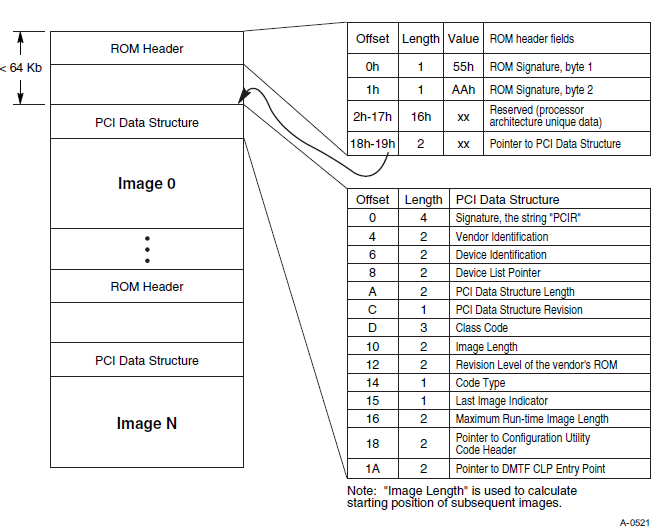 ROM Header
< 64 Kb
PCI Data Structure
Image 0
ROM Header
PCI Data Structure
Image N
Offset Length Value ROM header fields
0h 1 55h ROM Signature, byte 1
1h 1 AAh ROM Signature, byte 2
2h-17h 16h xx Reserved (processor
architecture unique data)
18h-19h 2 xx Pointer to PCI Data Structure
Offset Length PCI Data Structure
0 4 Signature, the string "PCIR"
4 2 Vendor Identification
6 2 Device Identification
8 2 Device List Pointer
A 2 PCI Data Structure Length
C 1 PCI Data Structure Revision
D 3 Class Code
10 2 Image Length
12 2 Revision Level of the vendor's ROM
14 1 Code Type
15 1 Last Image Indicator
16 2 Maximum Run-time Image Length
18 2 Pointer to Configuration Utility
Code Header
1A 2 Pointer to DMTF CLP Entry Point
Note: "Image Length" is used to calculate
starting position of subsequent images.
A-0521